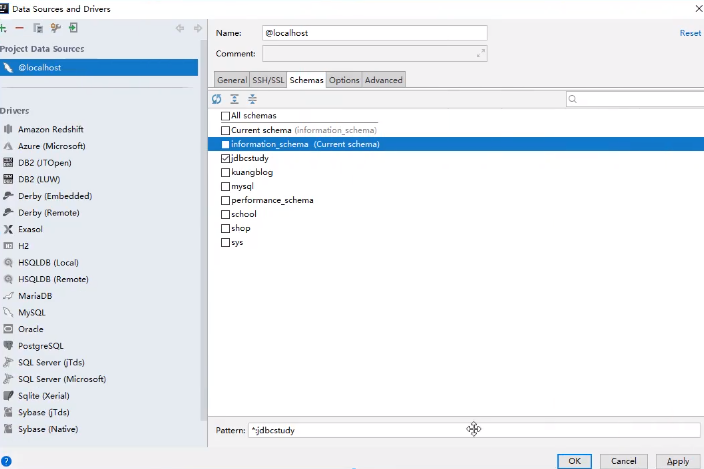 Data Sources and Drivers
Project Data Sources
@localhost
Drivers
Amazon Redshift
Azure (Microsoft)
DB2 (JTOpen)
DB2 (LUW)
Derby (Embedded)
Derby (Remote)
Exasol
H2
HSQLDB (Local)
HSQLDB (Remote)
MariaDB
MySQL
Oracle
PostgreSQL
SQL Server (jTds)
SQL Server (Microsoft)
Sqlite (Xerial)
Sybase (jTds)
Sybase (Native)
Name: @localhost
Reset
Comment:
General SSH/SSL Schemas Options Advanced
All schemas
Current schema (information_schema)
information_schema (Current schema)
jdbcstudy
kuangblog
mysql
performance_schema
school
shop
sys
Pattern: *:jdbcstudy
?
OK Cancel Apply